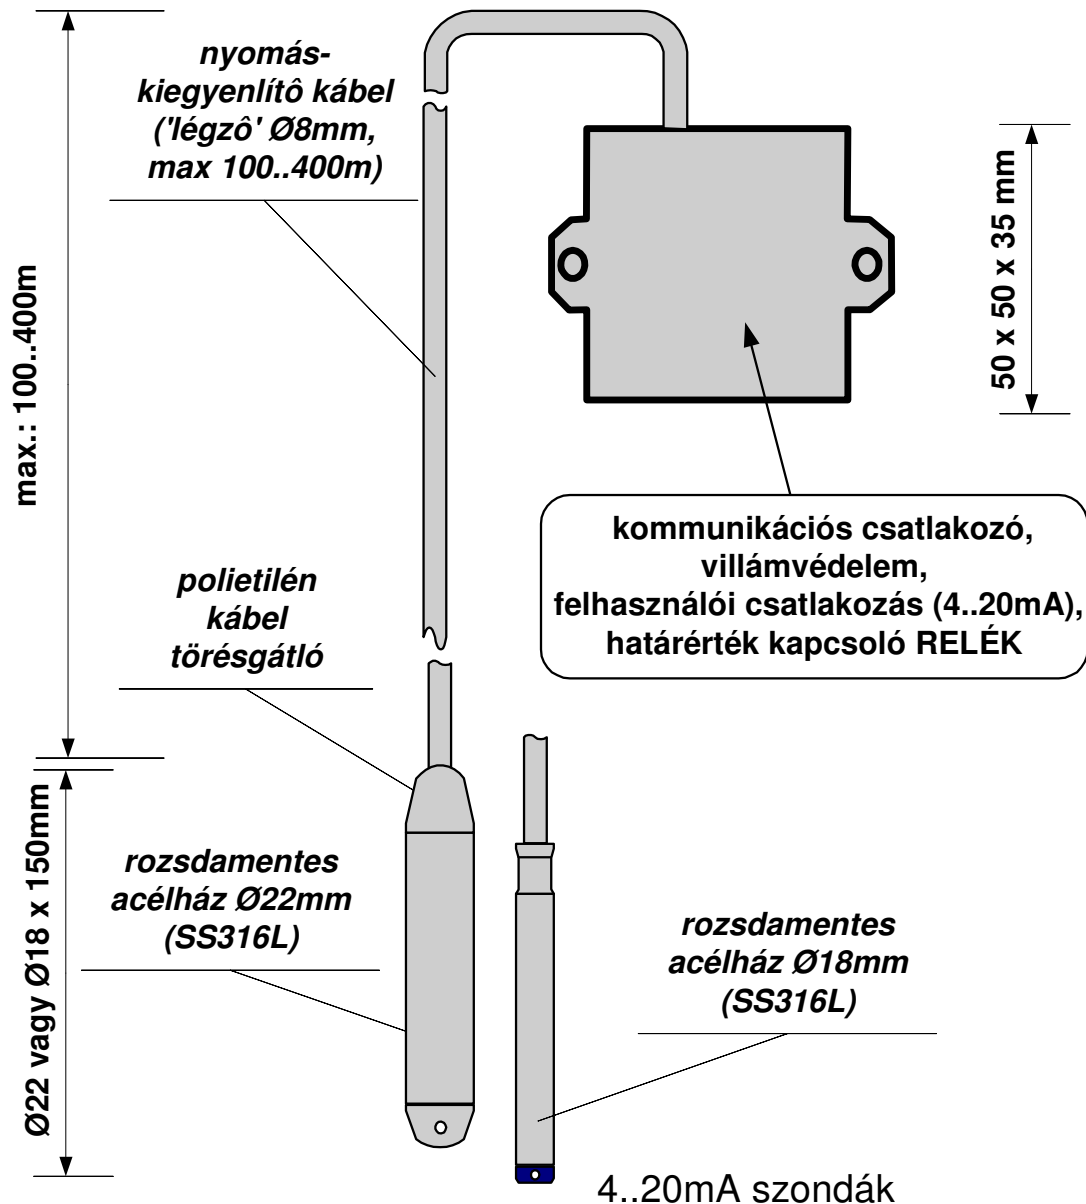 nyomás-
kiegyenlítô kábel
('légzô' Ø8mm,
max 100..400m)
max.: 100..400m
50 x 50 x 35 mm
kommunikációs csatlakozó,
villámvédelem,
felhasználói csatlakozás (4..20mA),
határérték kapcsoló RELÉK
polietilén
kábel
törésgátló
Ø22 vagy Ø18 x 150mm
rozsdamentes
acélház Ø22mm
(SS316L)
rozsdamentes
acélház Ø18mm
(SS316L)
4..20mA szondák